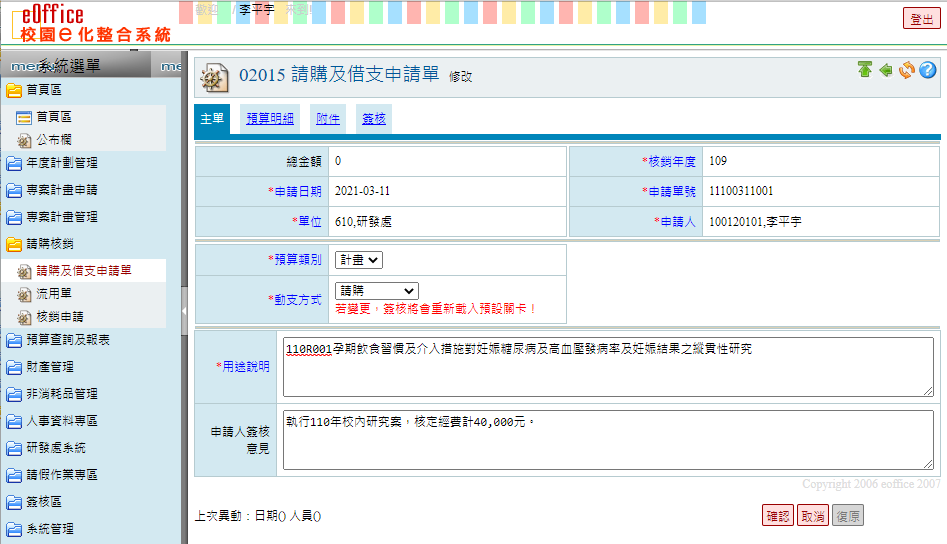 eOffice
校園e化整合系統
歡迎 / 李平宇 來到!
登出
menu 系統選單
me
首頁區
首頁區
公布欄
年度計劃管理
專案計畫申請
專案計畫管理
請購核銷
請購及借支申請單
流用單
核銷申請
預算查詢及報表
財產管理
非消耗品管理
人事資料專區
研發處系統
請假作業專區
簽核區
系統管理
02015 請購及借支申請單 修改
主單 預算明細 附件 簽核
總金額 0 *核銷年度 109
*申請日期 2021-03-11 *申請單號 11100311001
*單位 610,研發處 *申請人 100120101,李平宇
*預算類別 計畫
*動支方式 請購
若變更，簽核將會重新載入預設關卡！
*用途說明 110R001孕期飲食習慣及介入措施對妊娠糖尿病及高血壓發病率及妊娠結果之縱貫性研究
申請人簽核意見 執行110年校內研究案，核定經費計40,000元。
Copyright 2006 eoffice 2007
上次異動：日期() 人員()
確認 取消 復原